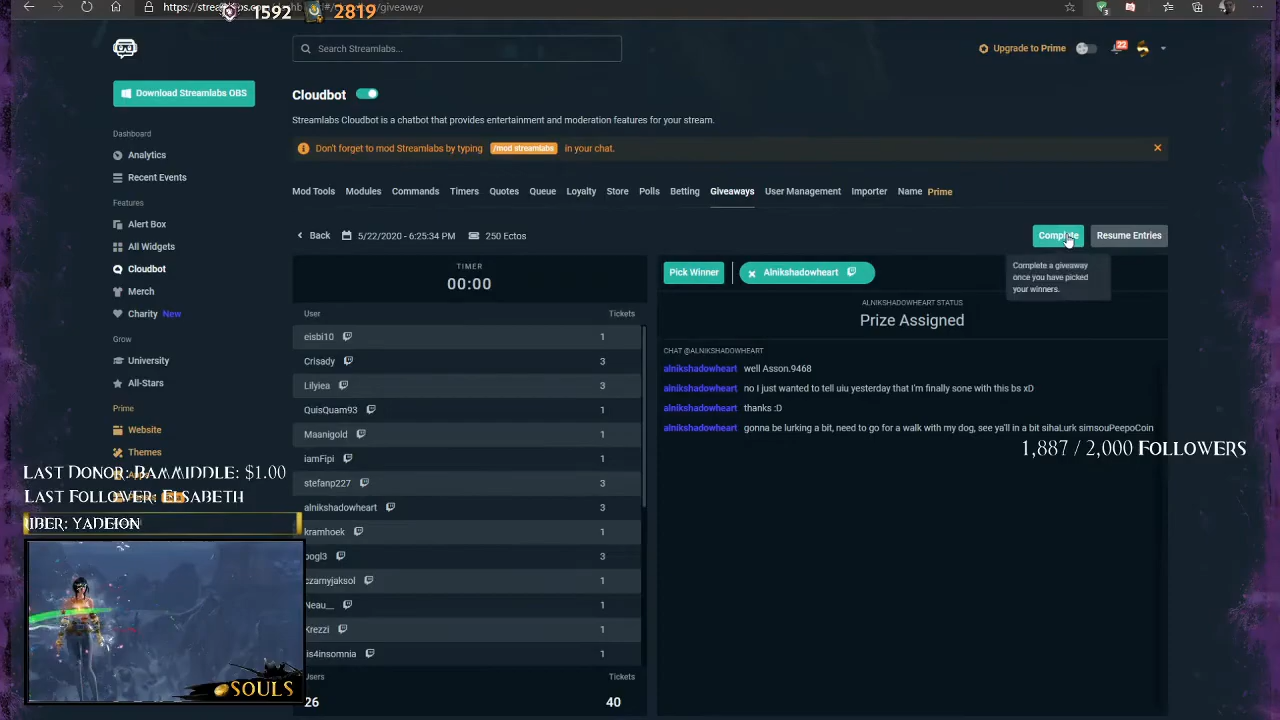 /giveaway
1592
2819
Search Streamlabs...
Upgrade to Prime
22
Download Streamlabs OBS
Cloudbot
Streamlabs Cloudbot is a chatbot that provides entertainment and moderation features for your stream.
Dashboard
Don't forget to mod Streamlabs by typing /mod streamlabs in your chat.
Analytics
Recent Events
Mod Tools Modules Commands Timers Quotes Queue Loyalty Store Polls Betting Giveaways User Management Importer Name Prime
Features
Alert Box
All Widgets
Cloudbot
Merch
Charity New
Grow
University
All-Stars
Prime
Website
Themes
Back 5/22/2020 - 6:25:34 PM 250 Ectos
Complete Resume Entries
Complete a giveaway
once you have picked
your winners.
TIMER
00:00
User Tickets
eisbi10 1
Crisady 3
Lilyiea 3
QuisQuam93 1
Maanigold 1
iamFipi 1
stefanp227 3
alnikshadowheart 3
kramhoek 1
pogl3 3
czarnyjaksol 1
Neau__ 1
Krezzi 1
is4insomnia 1
Users Tickets
26 40
Pick Winner Alnikshadowheart
ALNIKSHADOWHEART STATUS
Prize Assigned
CHAT @ALNIKSHADOWHEART
alnikshadowheart well Asson.9468
alnikshadowheart no I just wanted to tell uiu yesterday that I'm finally sone with this bs xD
alnikshadowheart thanks :D
alnikshadowheart gonna be lurking a bit, need to go for a walk with my dog, see ya'll in a bit sihaLurk simsouPeepoCoin
1,887 / 2,000 Followers
Last Donor: Bammiddle: $1.00
Last Follower: Elsabeth
iber: Yadeion
SOULS